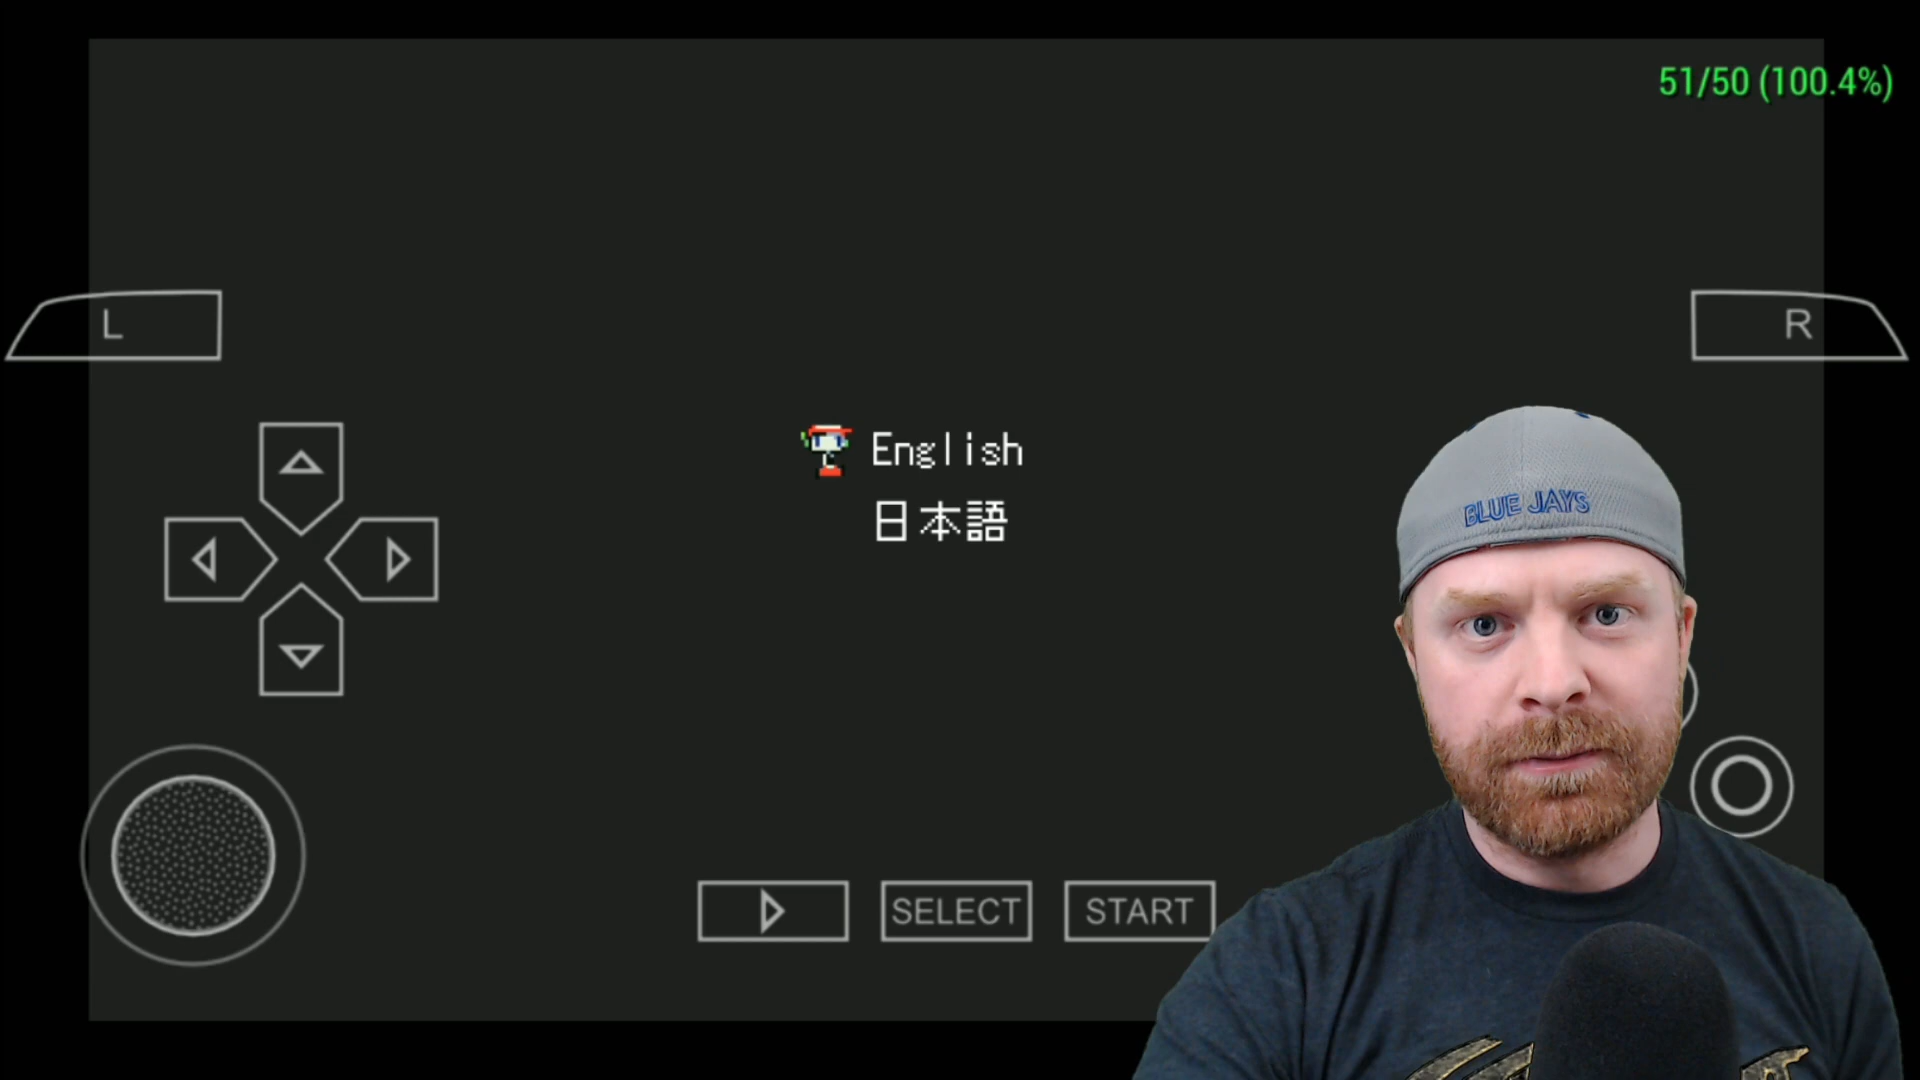 51/50 (100.4%)
L
R
English
日本語
BLUE JAYS
SELECT
START